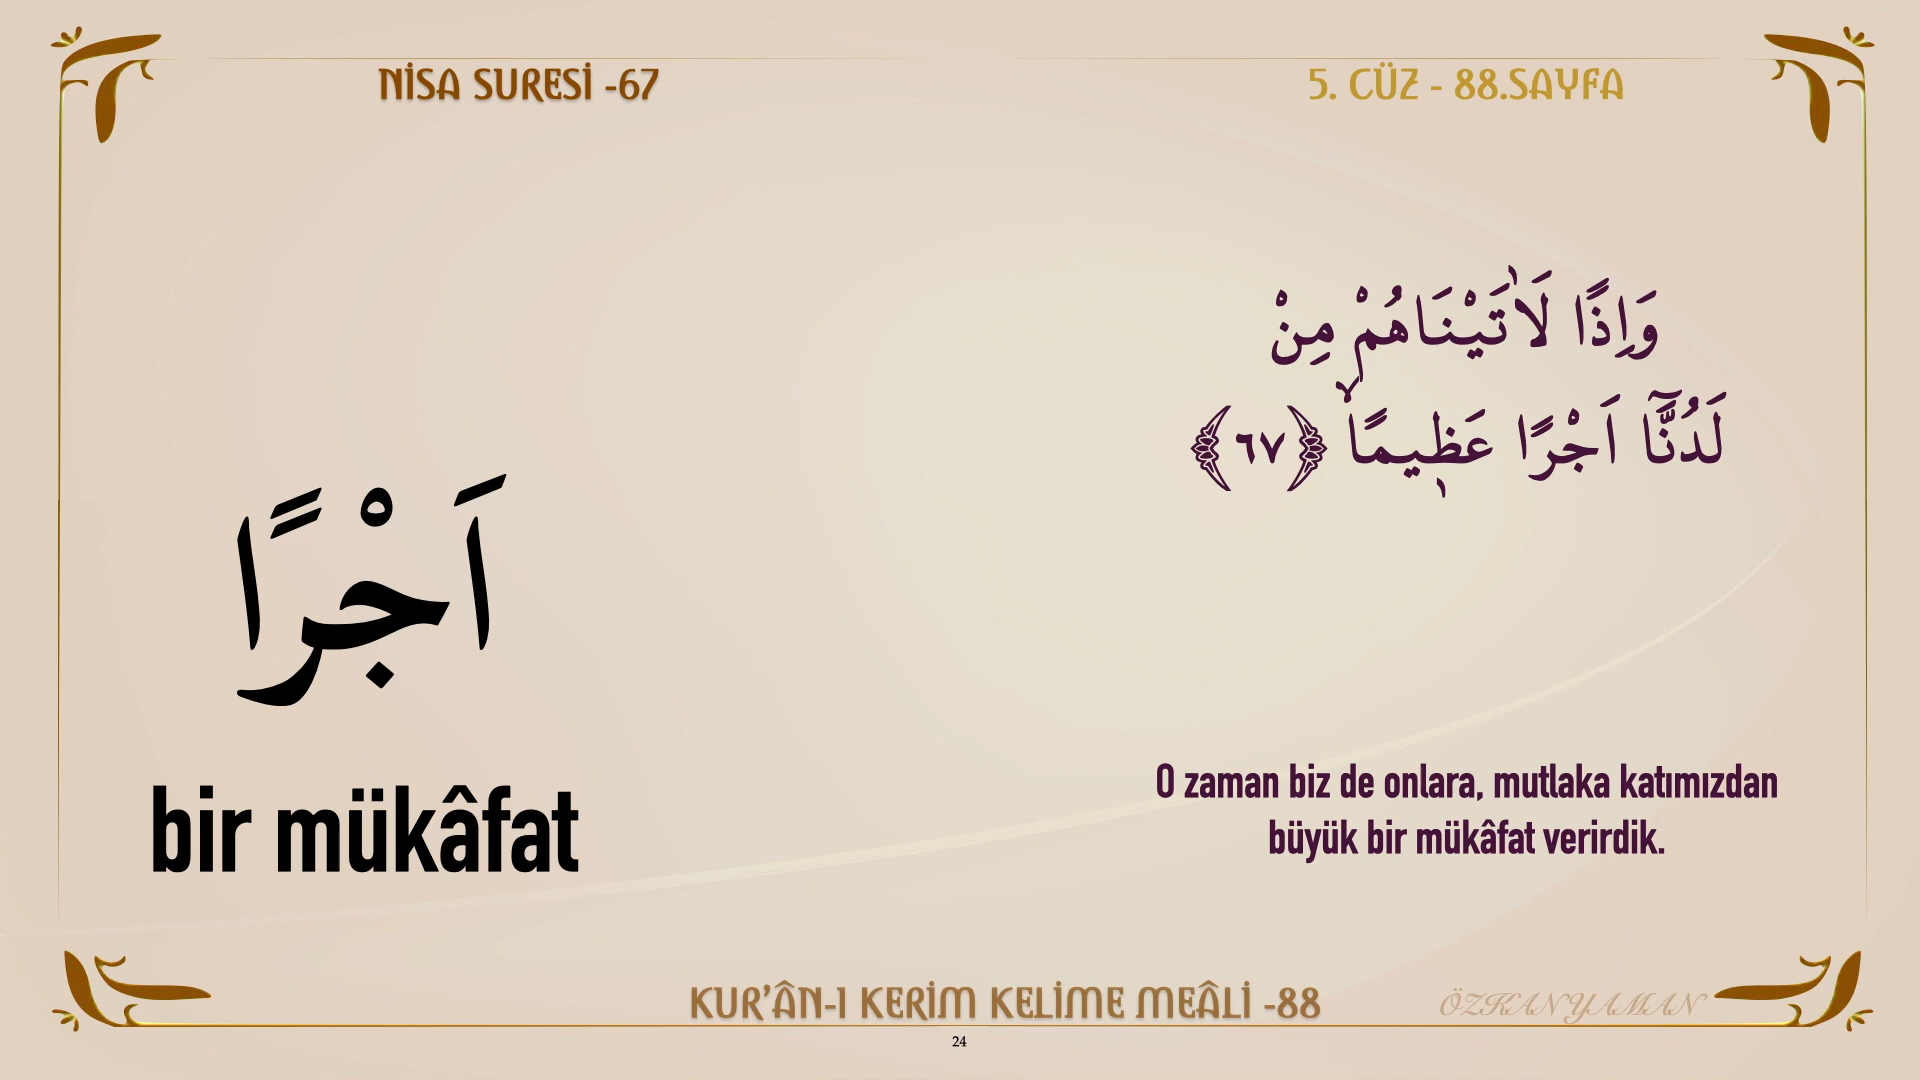 NİSA SURESİ -67
5. CÜZ - 88.SAYFA
وَاِذًا لَاٰتَيْنَاهُمْ مِنْ
لَدُنَّٓا اَجْرًا عَظ۪يمًاۙ ﴿٦٧﴾
اَجْرًا
bir mükâfat
O zaman biz de onlara, mutlaka katımızdan
büyük bir mükâfat verirdik.
KUR’ÂN-I KERİM KELİME MEÂLİ -88
ÖZKAN YAMAN
24